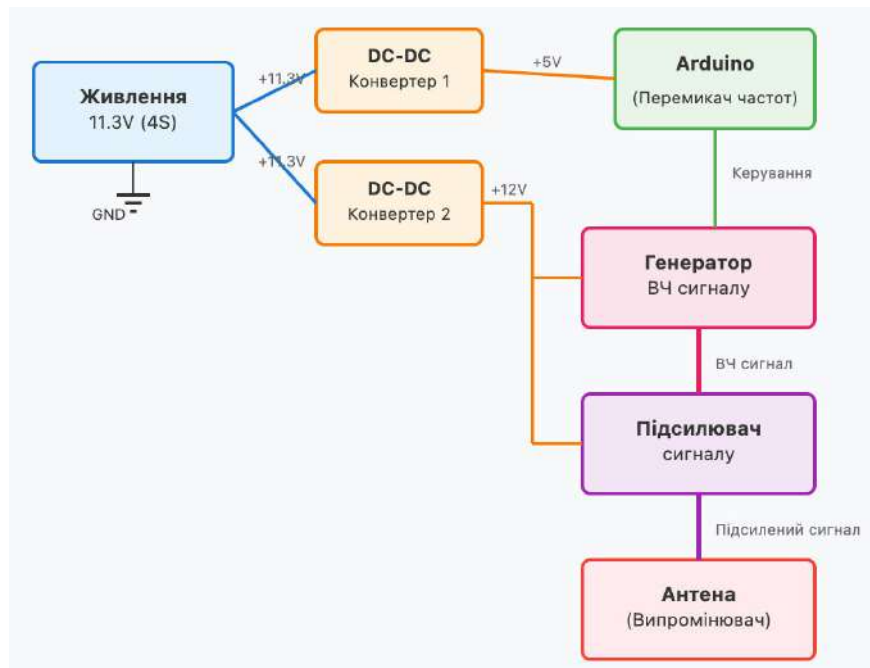 Живлення
11.3V (4S)
GND
+11.3V
+11.3V
DC-DC
Конвертер 1
DC-DC
Конвертер 2
+5V
+12V
Arduino
(Перемикач частот)
Керування
Генератор
ВЧ сигналу
ВЧ сигнал
Підсилювач
сигналу
Підсилений сигнал
Антена
(Випромінювач)